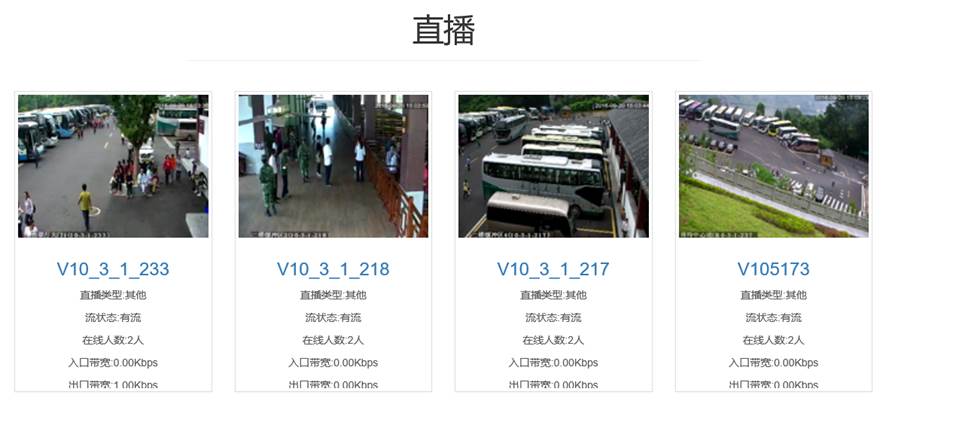 直播
V10_3_1_233
直播类型:其他
流状态:有流
在线人数:2人
入口带宽:0.00Kbps
出口带宽:1.00Kbps
V10_3_1_218
直播类型:其他
流状态:有流
在线人数:2人
入口带宽:0.00Kbps
出口带宽:0.00Kbps
V10_3_1_217
直播类型:其他
流状态:有流
在线人数:2人
入口带宽:0.00Kbps
出口带宽:0.00Kbps
V105173
直播类型:其他
流状态:有流
在线人数:2人
入口带宽:0.00Kbps
出口带宽:0.00Kbps